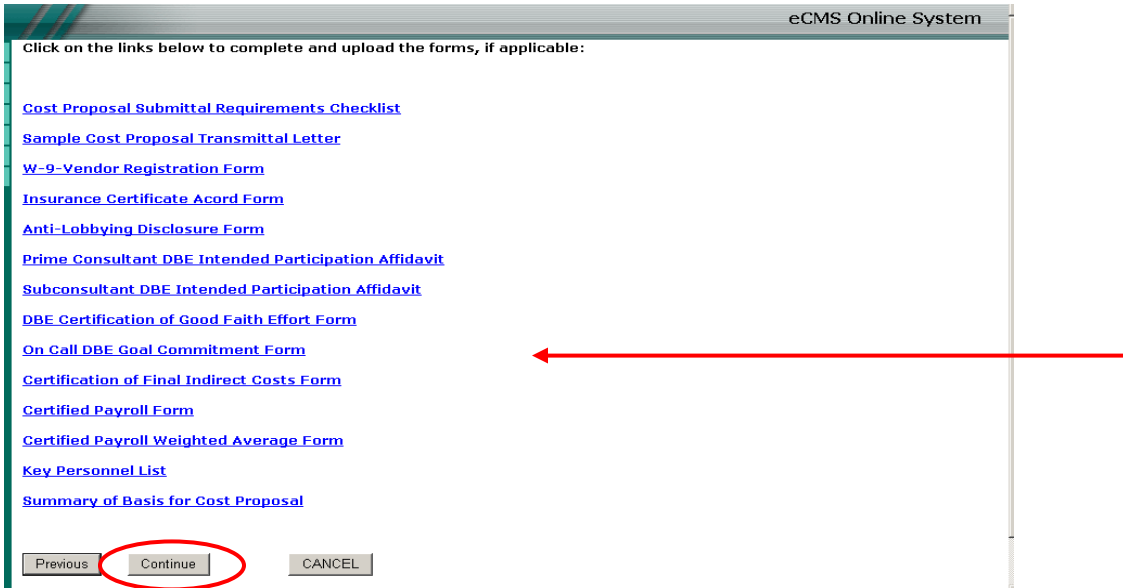 eCMS Online System
Click on the links below to complete and upload the forms, if applicable:
Cost Proposal Submittal Requirements Checklist
Sample Cost Proposal Transmittal Letter
W-9-Vendor Registration Form
Insurance Certificate Acord Form
Anti-Lobbying Disclosure Form
Prime Consultant DBE Intended Participation Affidavit
Subconsultant DBE Intended Participation Affidavit
DBE Certification of Good Faith Effort Form
On Call DBE Goal Commitment Form
Certification of Final Indirect Costs Form
Certified Payroll Form
Certified Payroll Weighted Average Form
Key Personnel List
Summary of Basis for Cost Proposal
Previous Continue CANCEL